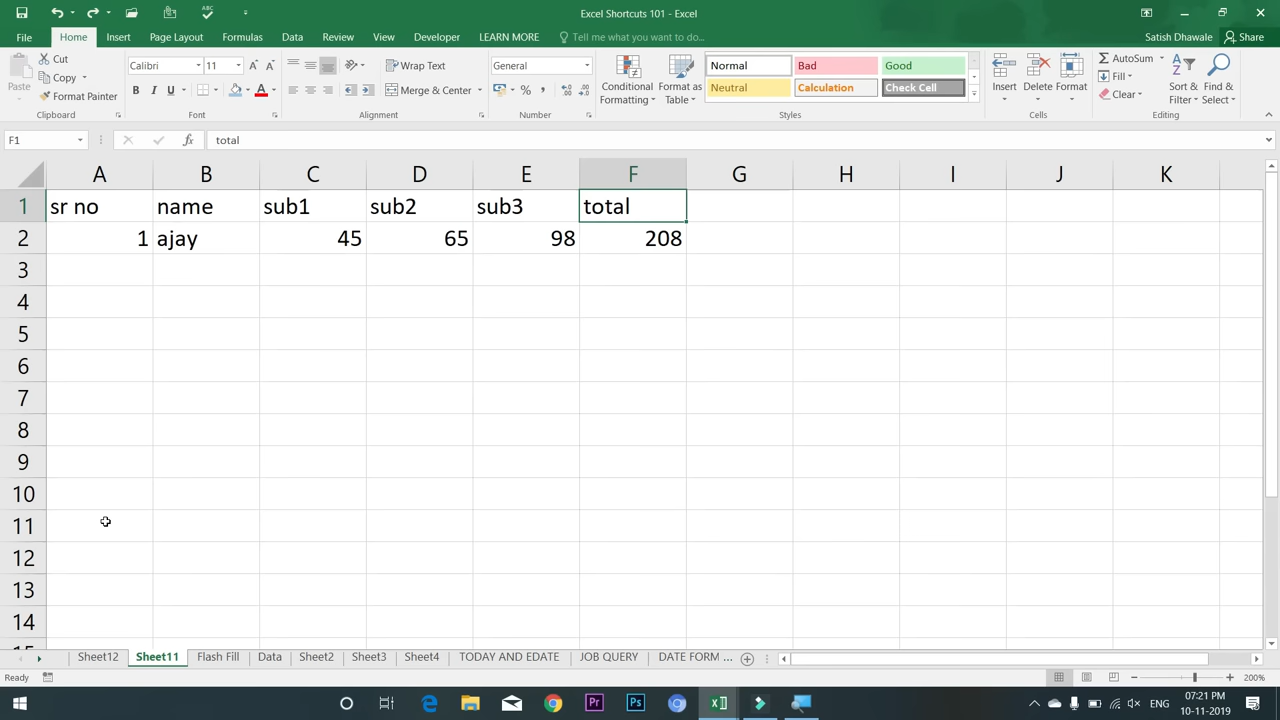 Excel Shortcuts 101 - Excel
File Home Insert Page Layout Formulas Data Review View Developer LEARN MORE Tell me what you want to do... Satish Dhawale Share
Paste
Cut
Copy
Format Painter
Clipboard
Calibri 11
B I U
Font
Wrap Text
Merge & Center
Alignment
General
%
Number
Conditional Formatting
Format as Table
Normal Bad Good
Neutral Calculation Check Cell
Styles
Insert Delete Format
Cells
AutoSum
Fill
Clear
Sort & Filter
Find & Select
Editing
F1 fx total
A B C D E F G H I J K
1 sr no name sub1 sub2 sub3 total
2 1 ajay 45 65 98 208
3
4
5
6
7
8
9
10
11
12
13
14
Sheet12 Sheet11 Flash Fill Data Sheet2 Sheet3 Sheet4 TODAY AND EDATE JOB QUERY DATE FORM ...
Ready 200%
Pr Ps ENG 07:21 PM
10-11-2019